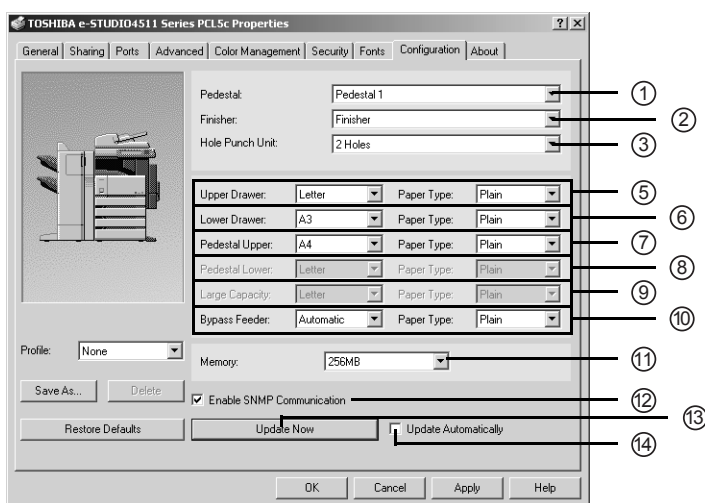 TOSHIBA e-STUDIO4511 Series PCL5c Properties ? X
General Sharing Ports Advanced Color Management Security Fonts Configuration About
Pedestal: Pedestal 1 ①
Finisher: Finisher ②
Hole Punch Unit: 2 Holes ③
Upper Drawer: Letter Paper Type: Plain ⑤
Lower Drawer: A3 Paper Type: Plain ⑥
Pedestal Upper: A4 Paper Type: Plain ⑦
Pedestal Lower: Letter Paper Type: Plain ⑧
Large Capacity: Letter Paper Type: Plain ⑨
Bypass Feeder: Automatic Paper Type: Plain ⑩
Profile: None
Memory: 256MB ⑪
Save As... Delete
Enable SNMP Communication ⑫
Restore Defaults Update Now Update Automatically ⑬
⑭
OK Cancel Apply Help